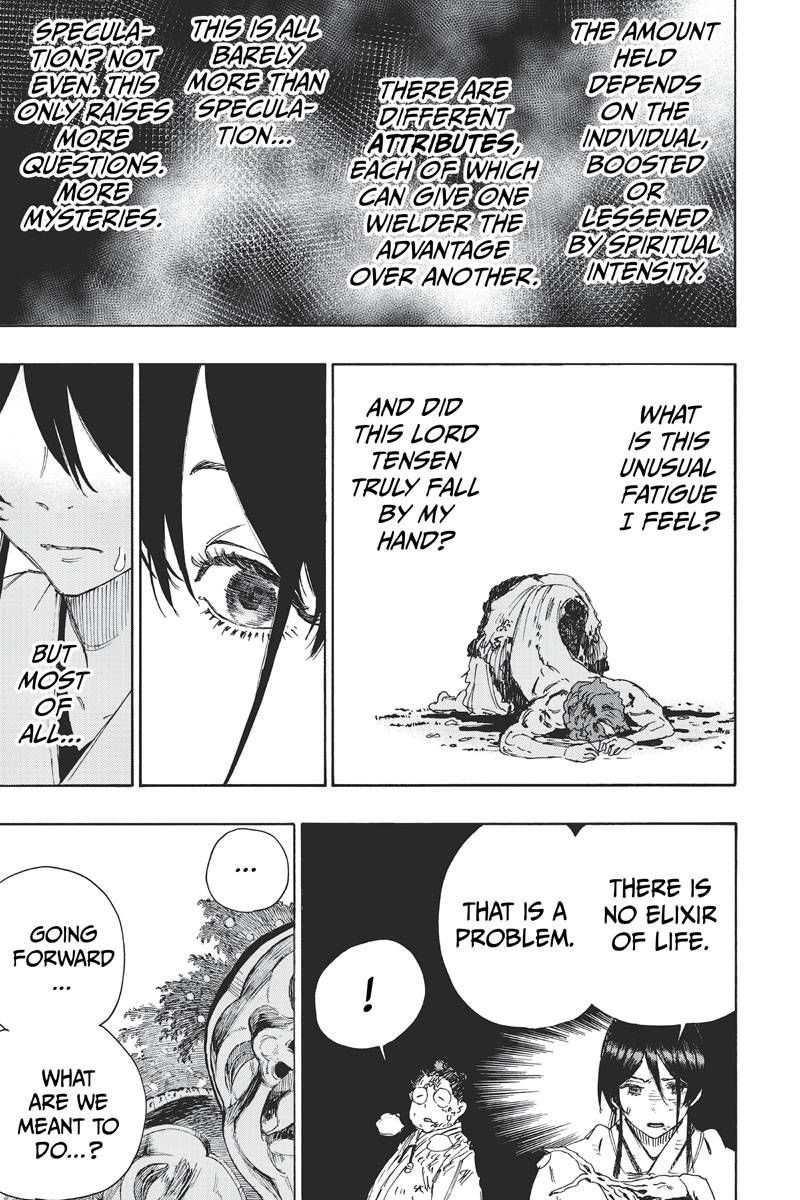 THE AMOUNT
HELD
DEPENDS
ON THE
INDIVIDUAL,
BOOSTED
OR
LESSENED
BY SPIRITUAL
INTENSITY.
THERE ARE
DIFFERENT
ATTRIBUTES,
EACH OF WHICH
CAN GIVE ONE
WIELDER THE
ADVANTAGE
OVER ANOTHER.
THIS IS ALL
BARELY
MORE THAN
SPECULA-
TION...
SPECULA-
TION? NOT
EVEN. THIS
ONLY RAISES
MORE
QUESTIONS.
MORE
MYSTERIES.
WHAT
IS THIS
UNUSUAL
FATIGUE
I FEEL?
AND DID
THIS LORD
TENSEN
TRULY FALL
BY MY
HAND?
BUT
MOST
OF
ALL...
THERE IS
NO ELIXIR
OF LIFE.
THAT IS A
PROBLEM.
!
...
GOING
FORWARD
...
WHAT
ARE WE
MEANT TO
DO...?